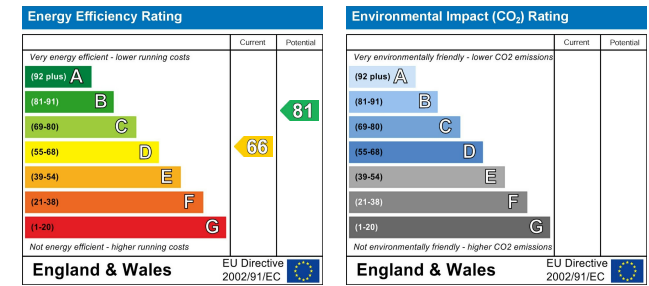 Energy Efficiency Rating
Current Potential
Very energy efficient - lower running costs
(92 plus) A
(81-91) B
81
(69-80) C
(55-68) D
66
(39-54) E
(21-38) F
(1-20) G
Not energy efficient - higher running costs
England & Wales
EU Directive
2002/91/EC
Environmental Impact (CO₂) Rating
Current Potential
Very environmentally friendly - lower CO2 emissions
(92 plus) A
(81-91) B
(69-80) C
(55-68) D
(39-54) E
(21-38) F
(1-20) G
Not environmentally friendly - higher CO2 emissions
England & Wales
EU Directive
2002/91/EC